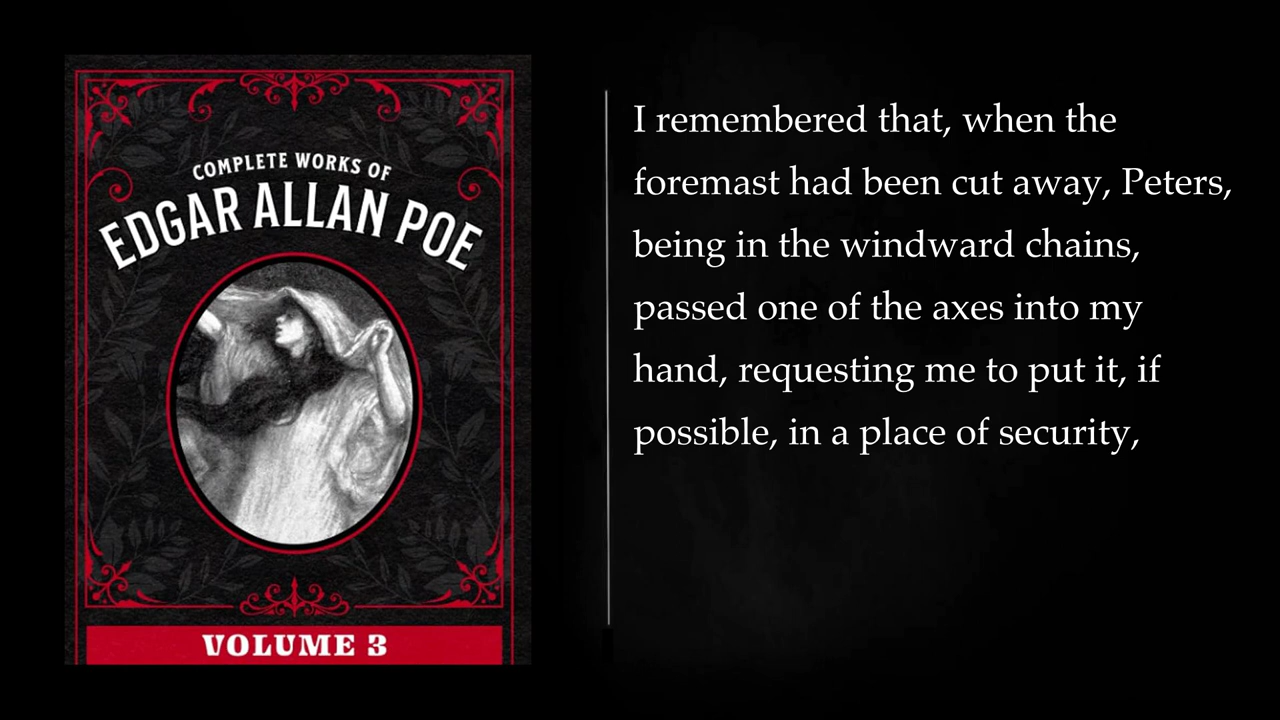 COMPLETE WORKS OF
EDGAR ALLAN POE
VOLUME 3
I remembered that, when the
foremast had been cut away, Peters,
being in the windward chains,
passed one of the axes into my
hand, requesting me to put it, if
possible, in a place of security,